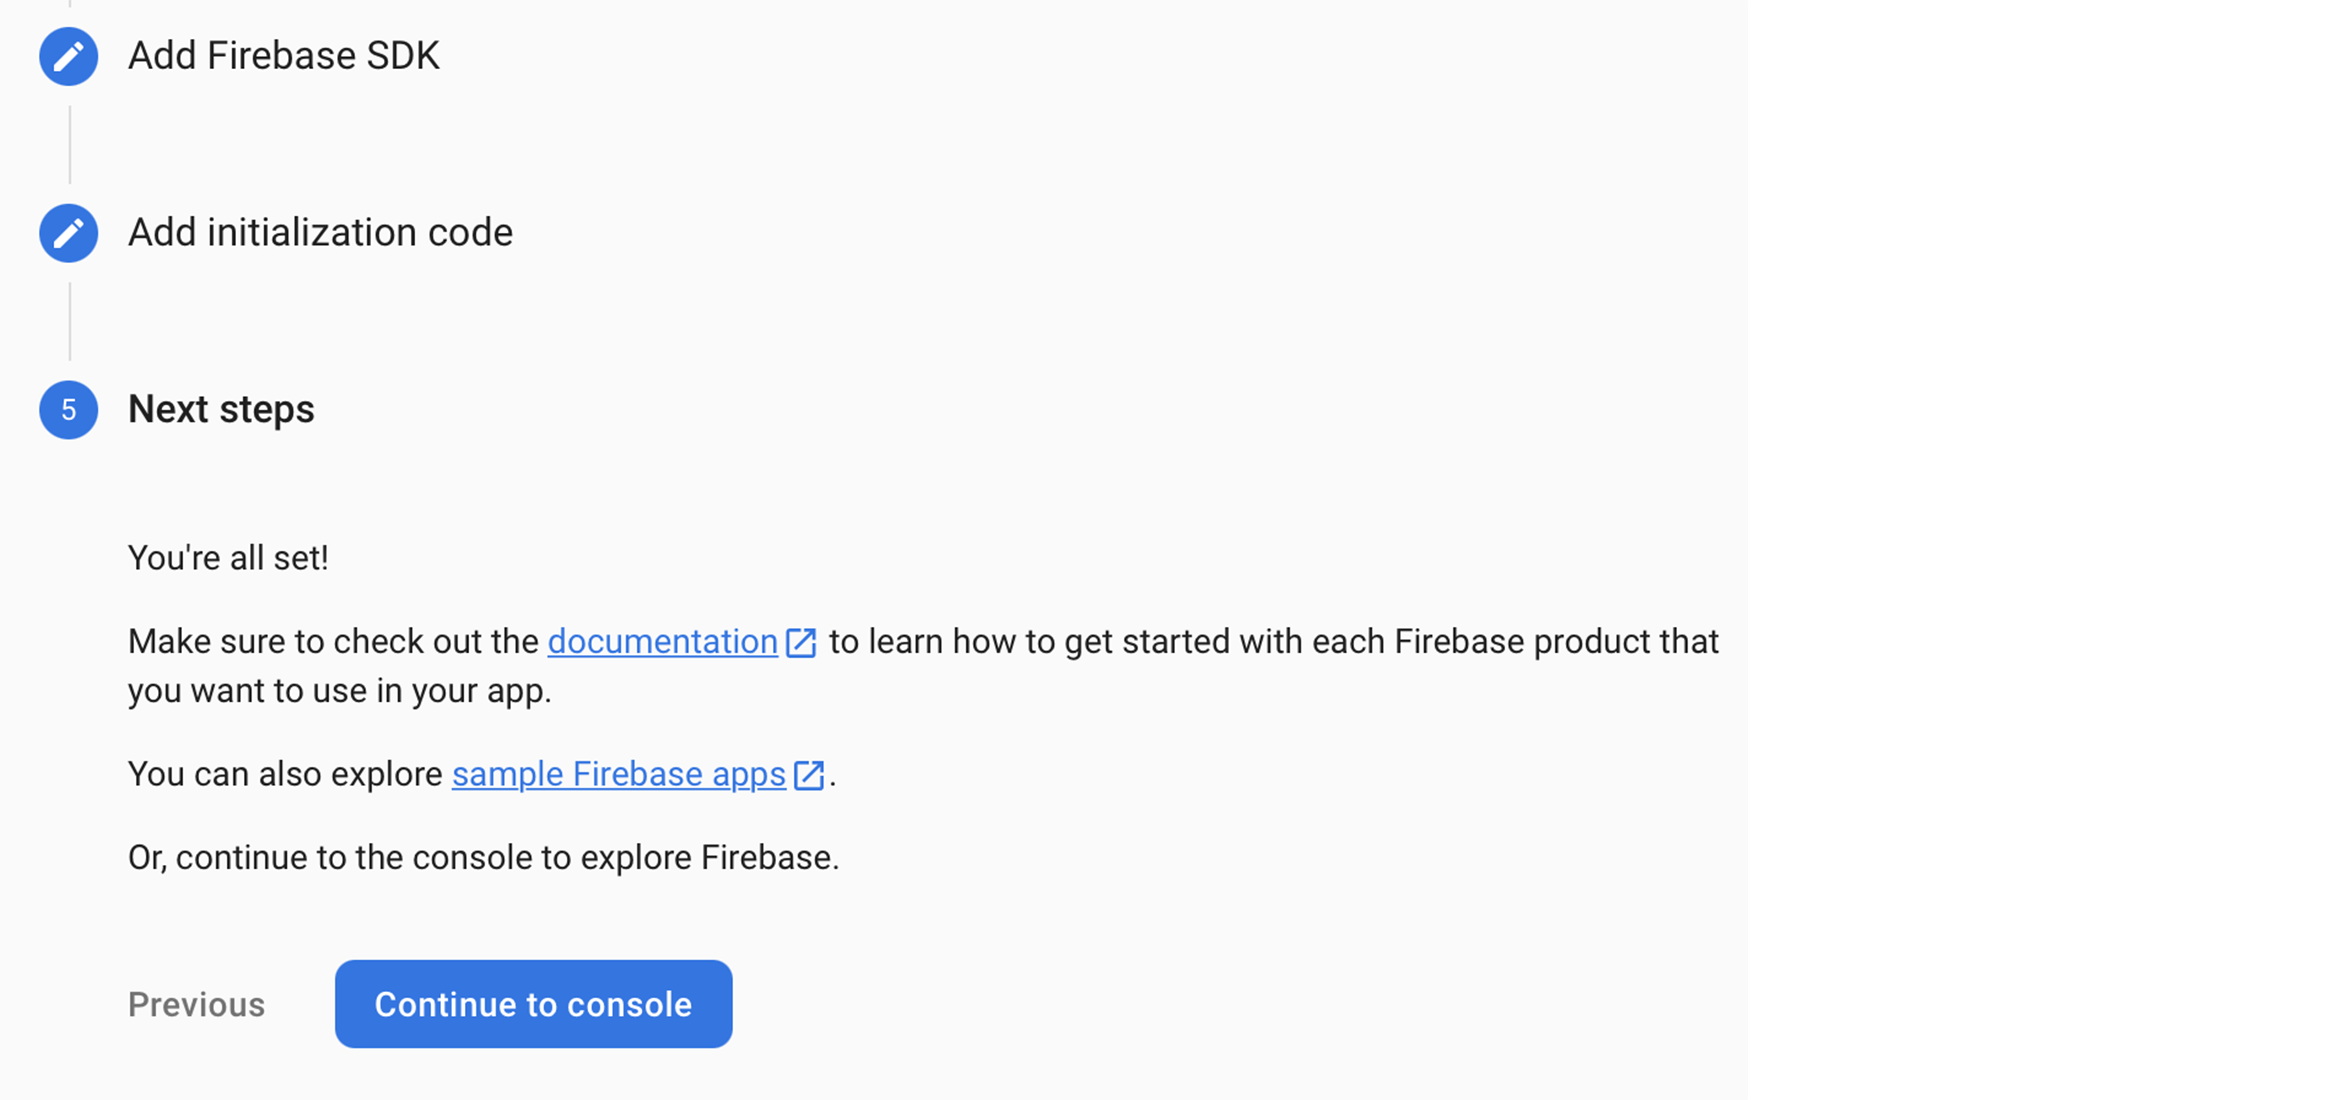 Add Firebase SDK
Add initialization code
5 Next steps
You're all set!
Make sure to check out the documentation to learn how to get started with each Firebase product that
you want to use in your app.
You can also explore sample Firebase apps.
Or, continue to the console to explore Firebase.
Previous Continue to console